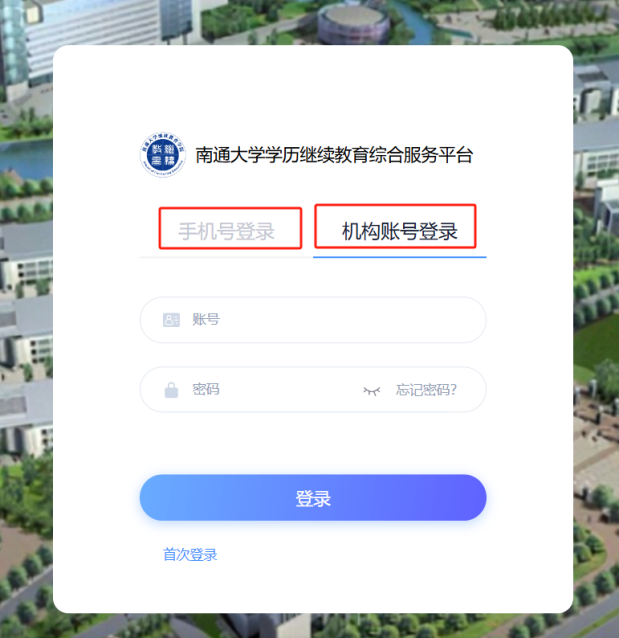 南通大学学历继续教育综合服务平台
手机号登录 机构账号登录
账号
密码 忘记密码?
登录
首次登录